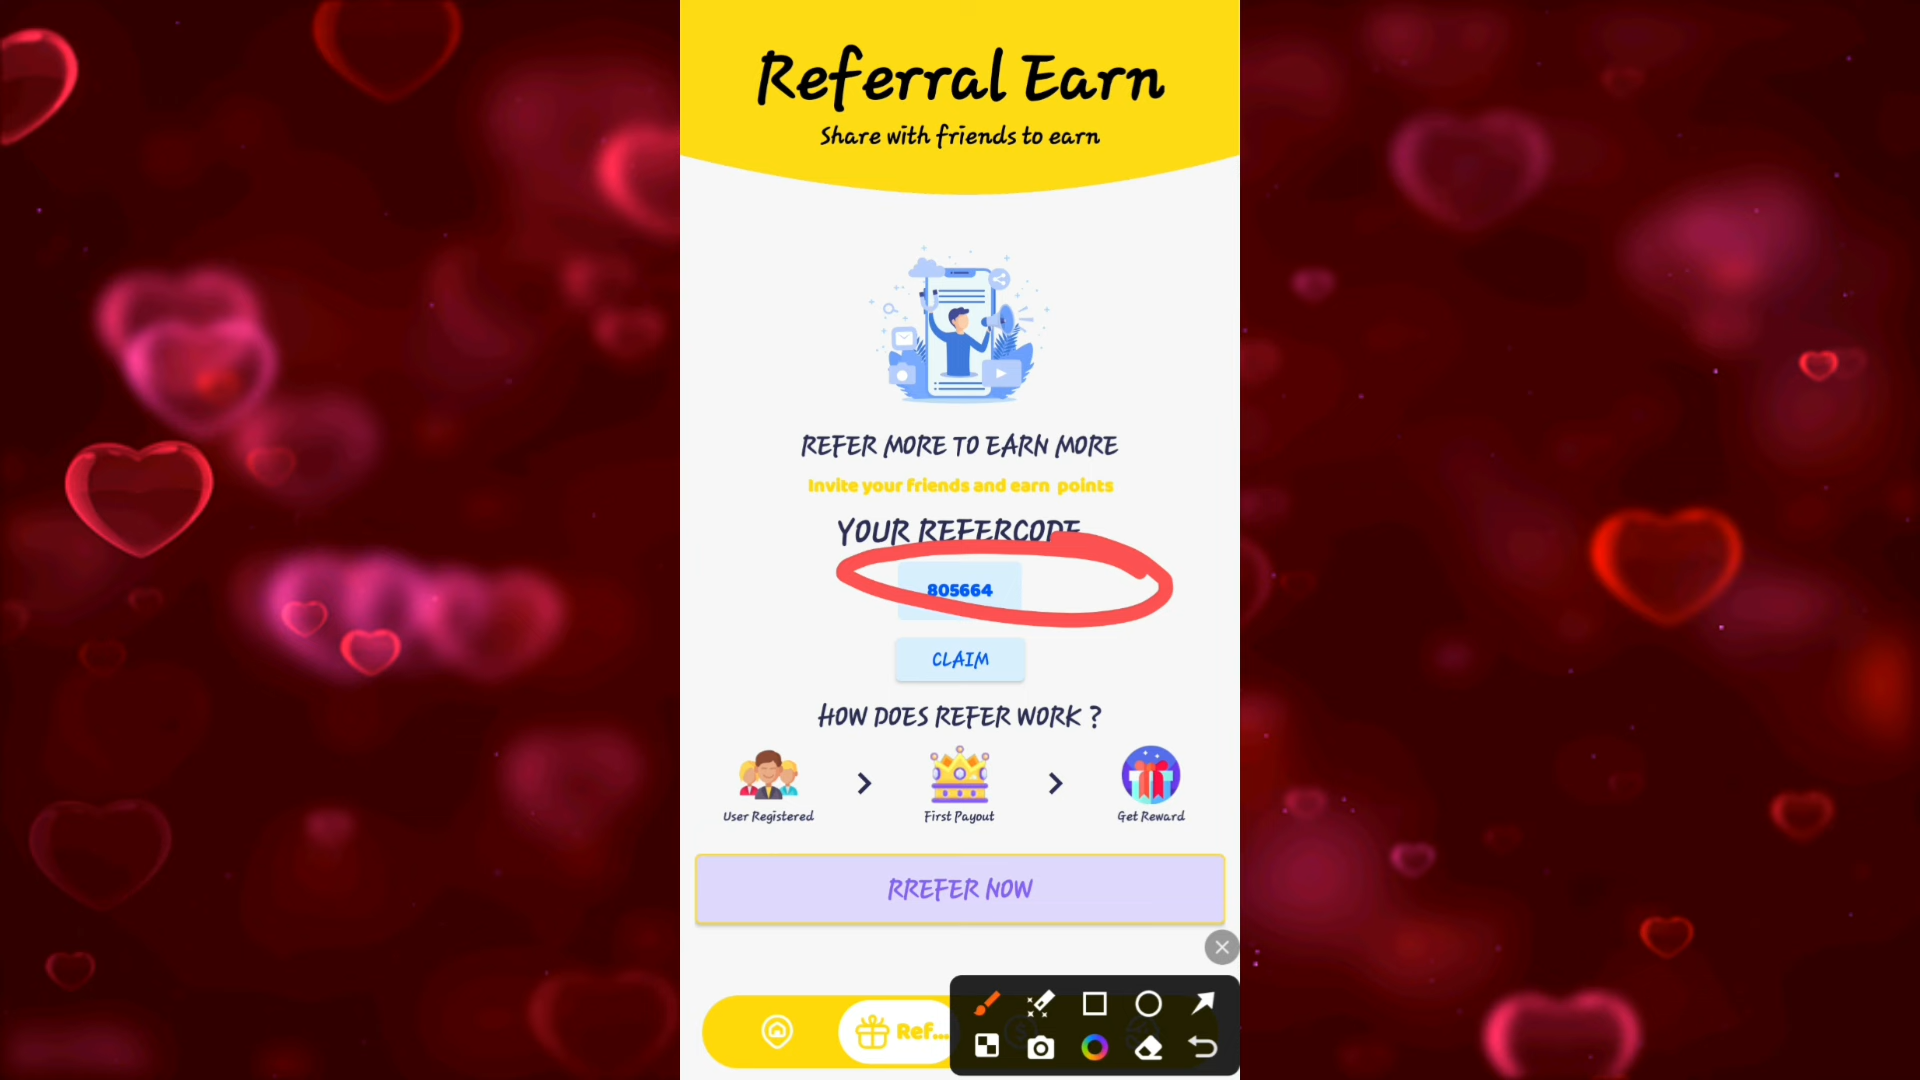 Referral Earn
Share with friends to earn
REFER MORE TO EARN MORE
Invite your friends and earn points
YOUR REFERCODE
805664
CLAIM
HOW DOES REFER WORK ?
User Registered
First Payout
Get Reward
RREFER NOW
Ref...